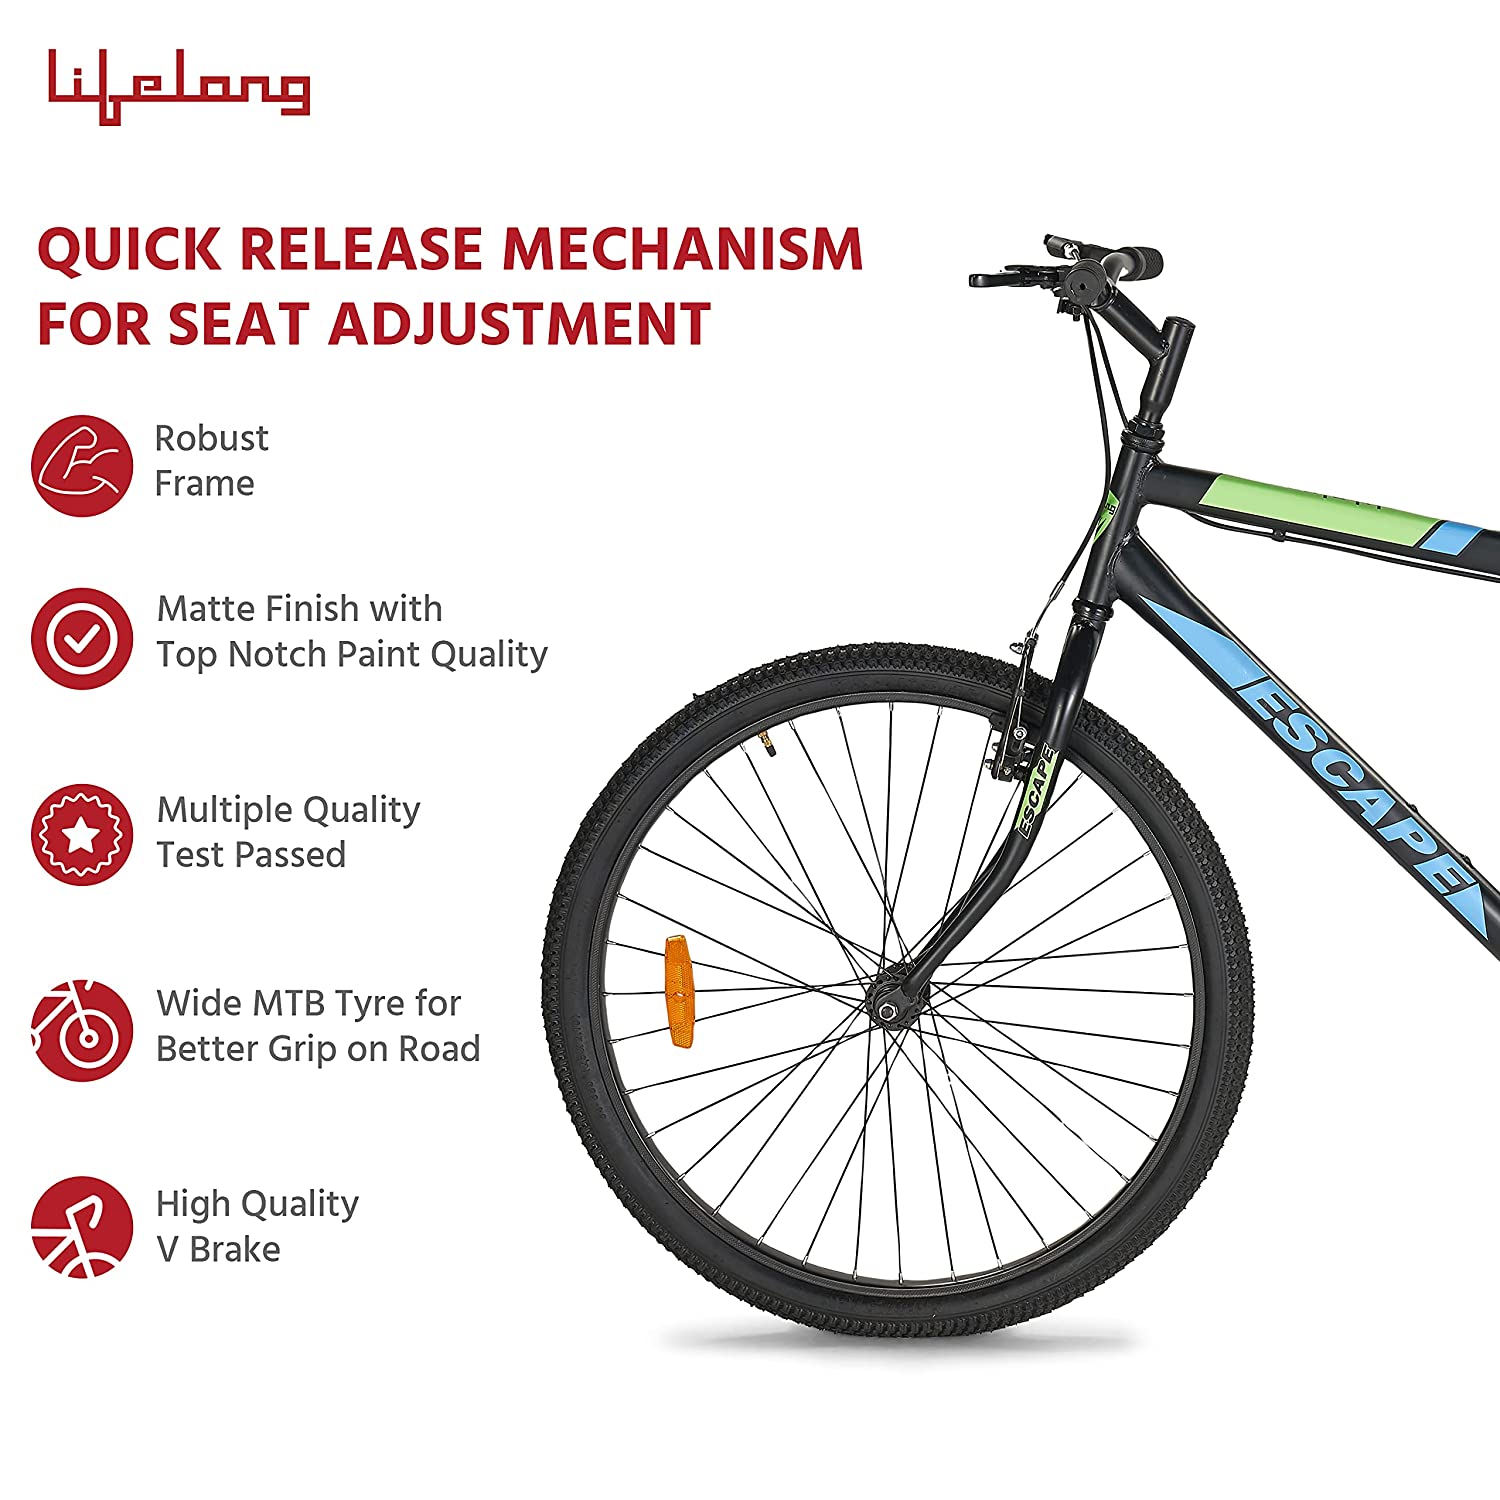 Lifelong
QUICK RELEASE MECHANISM
FOR SEAT ADJUSTMENT
Robust
Frame
Matte Finish with
Top Notch Paint Quality
Multiple Quality
Test Passed
Wide MTB Tyre for
Better Grip on Road
High Quality
V Brake
ESCAPE
ESCAPE